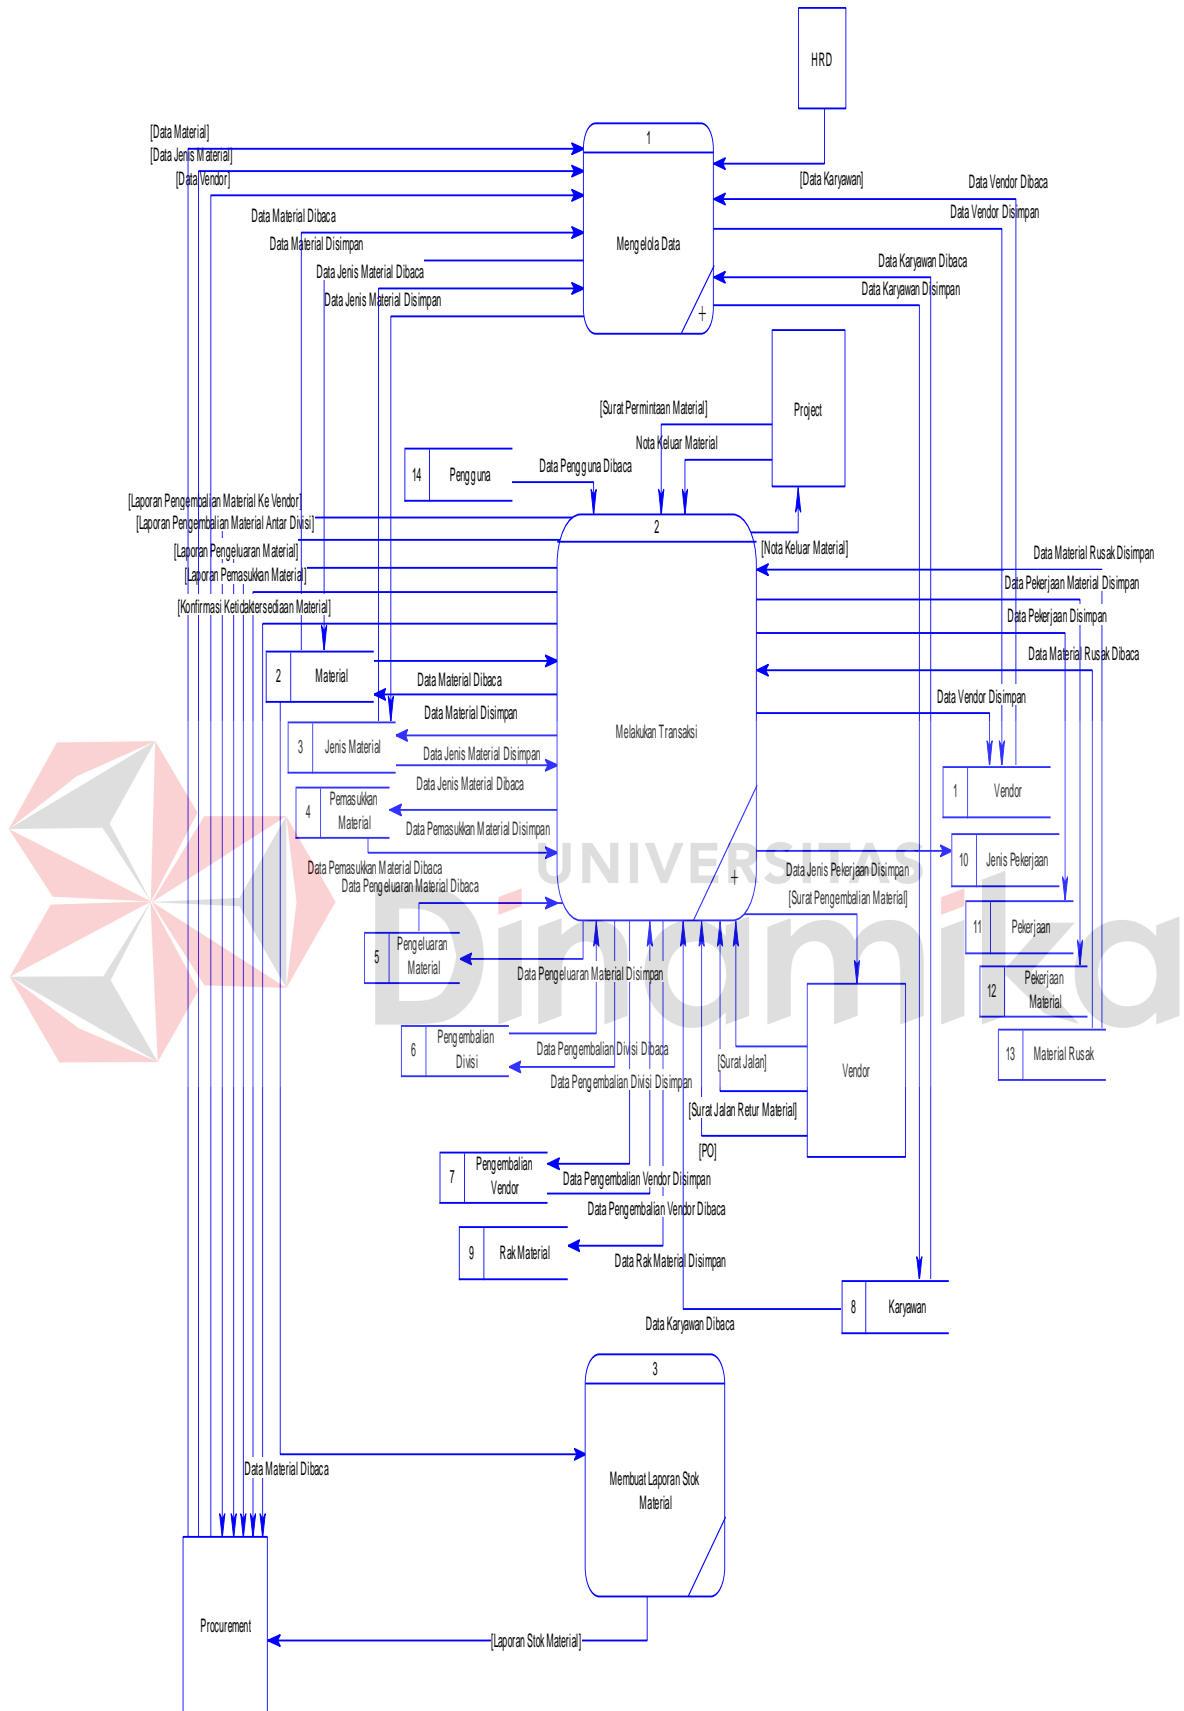 HRD
[Data Material]
[Data Jenis Material]
[Data Vendor]
1
Mengelola Data
+
[Data Karyawan]
Data Vendor Dibaca
Data Vendor Disimpan
Data Material Dibaca
Data Material Disimpan
Data Jenis Material Dibaca
Data Jenis Material Disimpan
Data Karyawan Dibaca
Data Karyawan Disimpan
Project
[Surat Permintaan Material]
Nota Keluar Material
14
Pengguna
Data Pengguna Dibaca
[Laporan Pengembalian Material Ke Vendor]
[Laporan Pengembalian Material Antar Divisi]
[Laporan Pengeluaran Material]
[Laporan Pemasukkan Material]
[Konfirmasi Ketidaktersediaan Material]
2
Melakukan Transaksi
+
[Nota Keluar Material]
Data Material Rusak Disimpan
Data Pekerjaan Material Disimpan
Data Pekerjaan Disimpan
Data Material Rusak Dibaca
Data Vendor Disimpan
2
Material
Data Material Dibaca
Data Material Disimpan
3
Jenis Material
Data Jenis Material Disimpan
Data Jenis Material Dibaca
4
Pemasukkan
Material
Data Pemasukkan Material Disimpan
Data Pemasukkan Material Dibaca
Data Pengeluaran Material Dibaca
1
Vendor
UNIVERSITAS
Dinamika
Data Jenis Pekerjaan Disimpan
[Surat Pengembalian Material]
10
Jenis Pekerjaan
11
Pekerjaan
12
Pekerjaan
Material
13
Material Rusak
5
Pengeluaran
Material
Data Pengeluaran Material Disimpan
6
Pengembalian
Divisi
Data Pengembalian Divisi Dibaca
Data Pengembalian Divisi Disimpan
Vendor
[Surat Jalan]
[Surat Jalan Retur Material]
[PO]
7
Pengembalian
Vendor
Data Pengembalian Vendor Disimpan
Data Pengembalian Vendor Dibaca
9
Rak Material
Data Rak Material Disimpan
8
Karyawan
Data Karyawan Dibaca
3
Membuat Laporan Stok
Material
Data Material Dibaca
Procurement
[Laporan Stok Material]